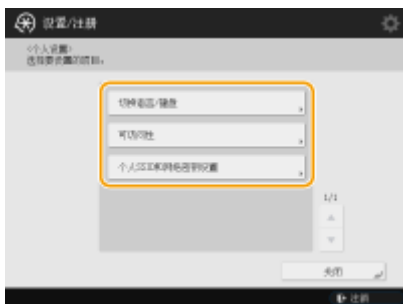 设置/注册
<个人设置>
选择要设置的项目。
切换语言/键盘
可访问性
个人SSID和网络密钥设置
1/1
关闭
注销